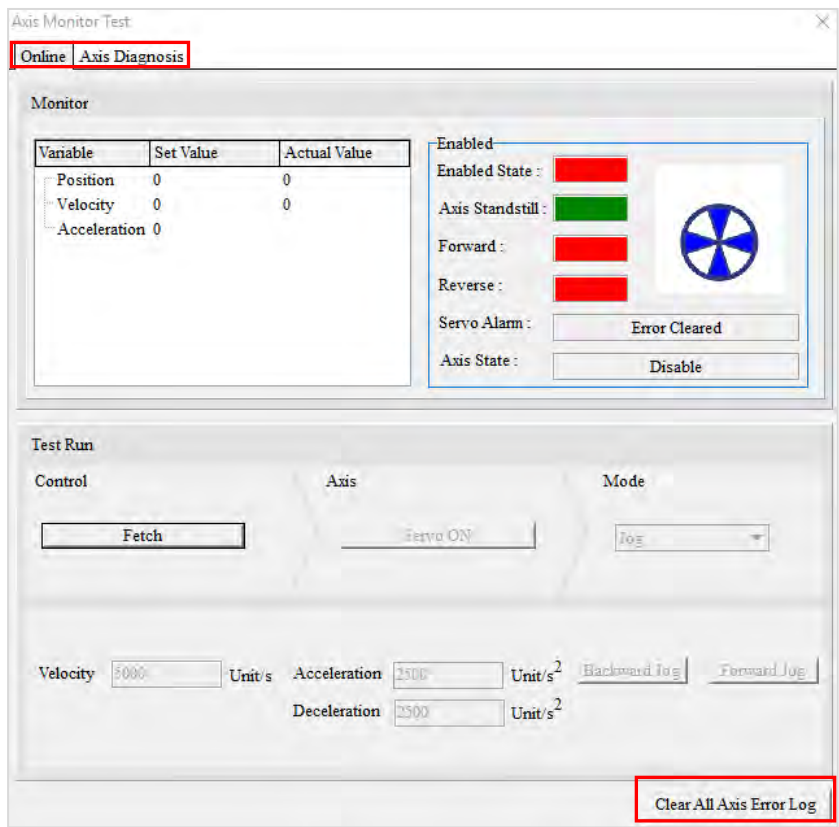 Axis Monitor Test
Online Axis Diagnosis
Monitor
Variable Set Value Actual Value
Position 0 0
Velocity 0 0
Acceleration 0
Enabled
Enabled State :
Axis Standstill :
Forward :
Reverse :
Servo Alarm : Error Cleared
Axis State : Disable
Test Run
Control Axis Mode
Fetch Servo ON Jog
Velocity 5000 Unit/s Acceleration 2500 Unit/s² Backward Jog Forward Jog
Deceleration 2500 Unit/s²
Clear All Axis Error Log